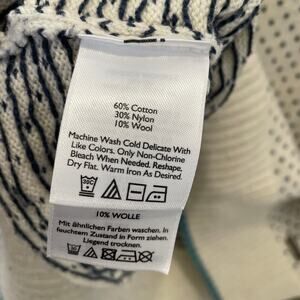 60% Cotton
30% Nylon
10% Wool
Machine Wash Cold Delicate With
Like Colors. Only Non-Chlorine
Bleach When Needed. Reshape,
Dry Flat. Warm Iron As Desired.
30C
10% WOLLE
Mit ähnlichen Farben waschen. In
feuchtem Zustand in Form ziehen.
Liegend trocknen.